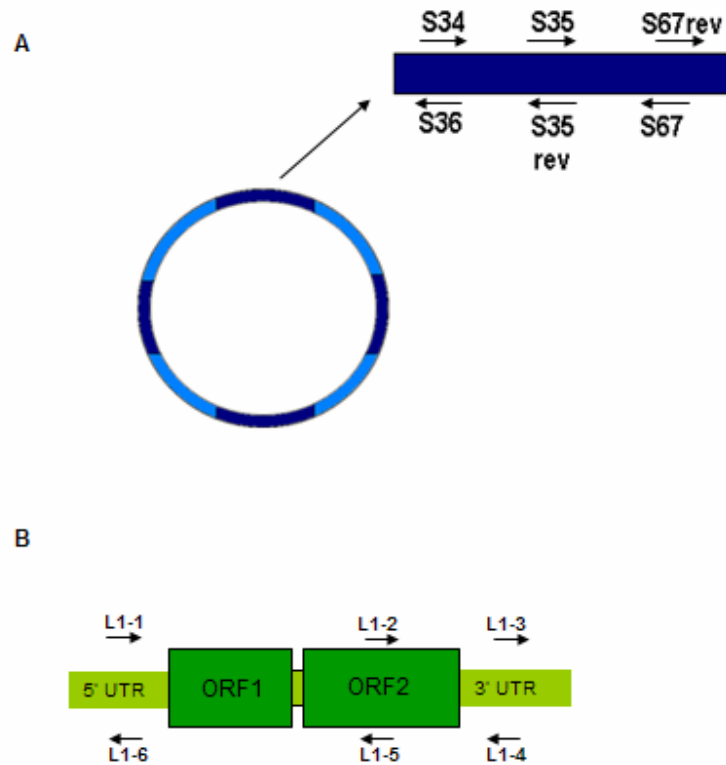 A
S34 S35 S67rev
S36 S35 S67
rev
B
L1-1 L1-2 L1-3
5' UTR ORF1 ORF2 3' UTR
L1-6 L1-5 L1-4